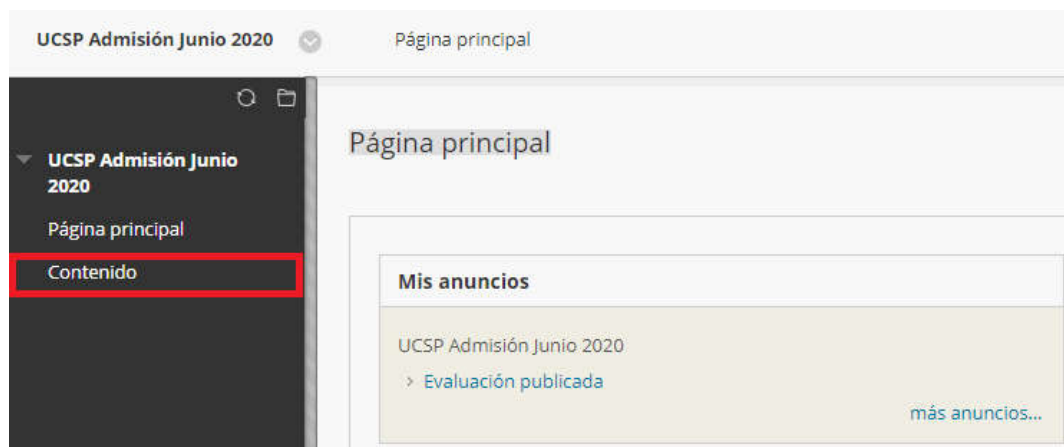 UCSP Admisión Junio 2020
Página principal
UCSP Admisión Junio
2020
Página principal
Contenido
Página principal
Mis anuncios
UCSP Admisión Junio 2020
Evaluación publicada
más anuncios...